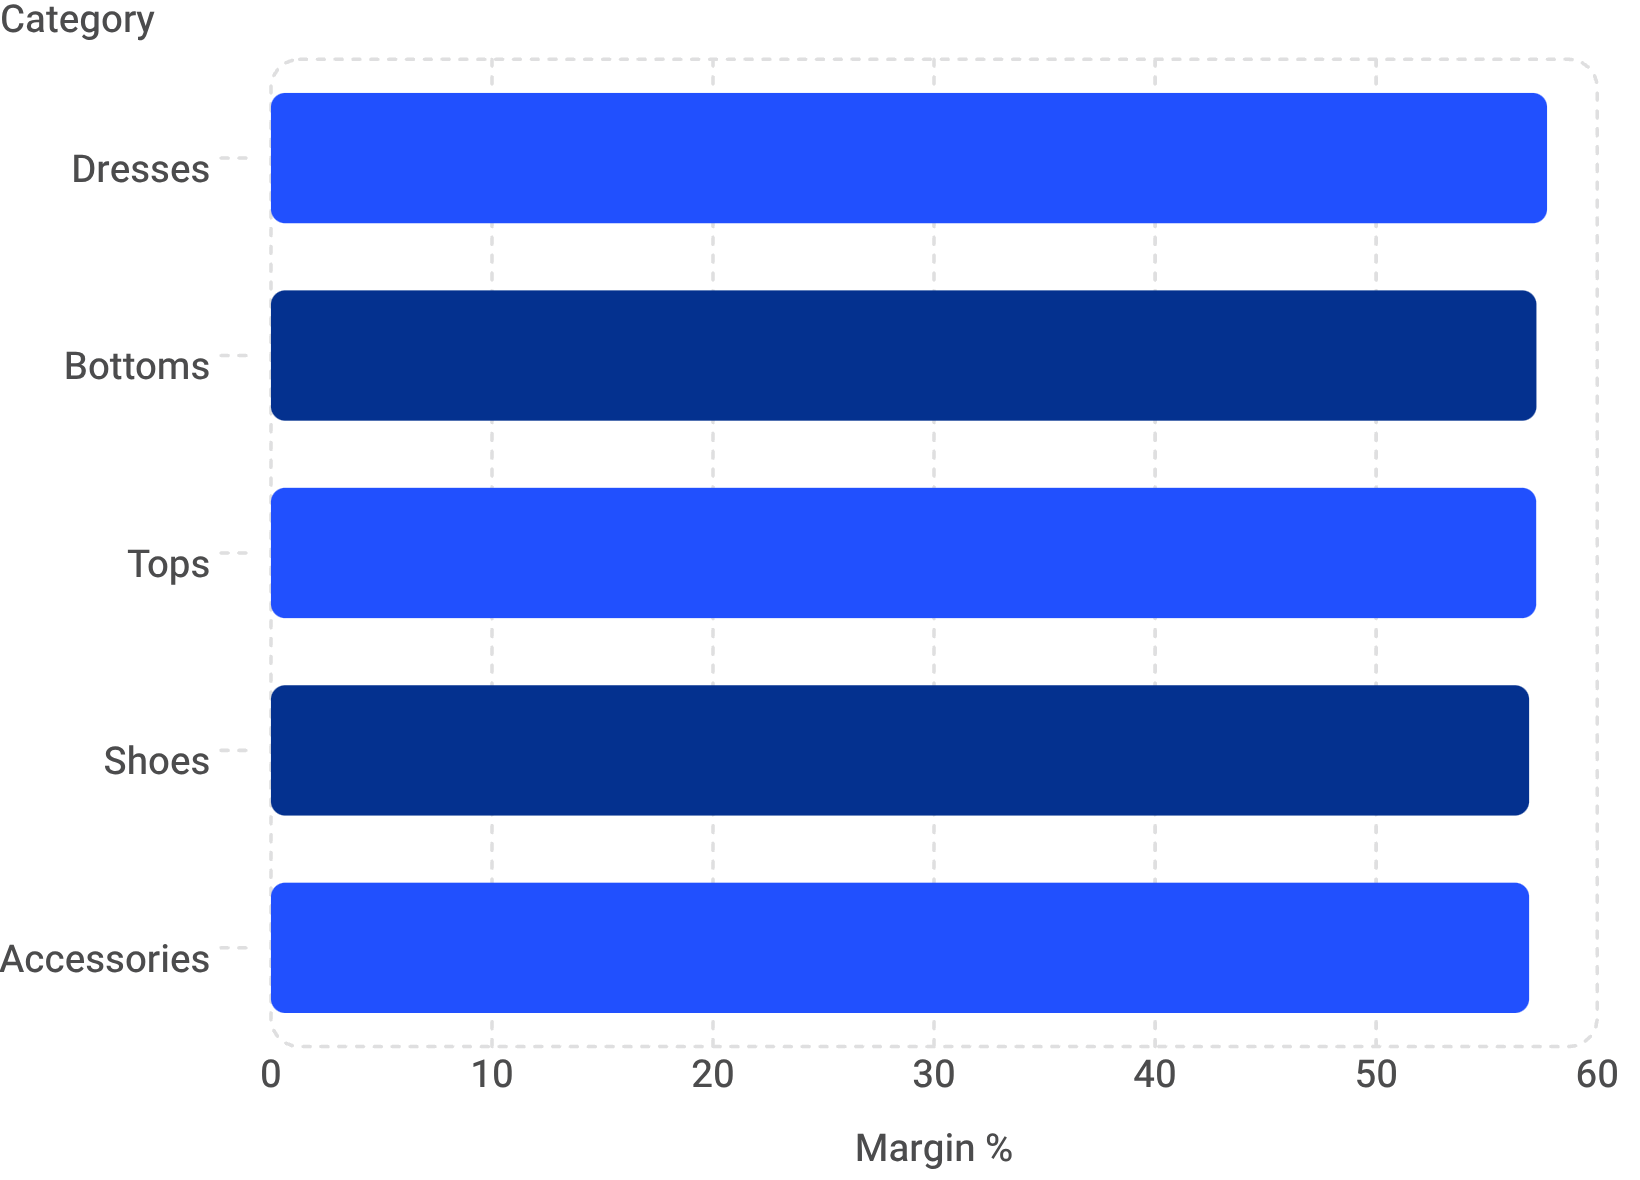 Category
Dresses
Bottoms
Tops
Shoes
Accessories
0 10 20 30 40 50 60
Margin %